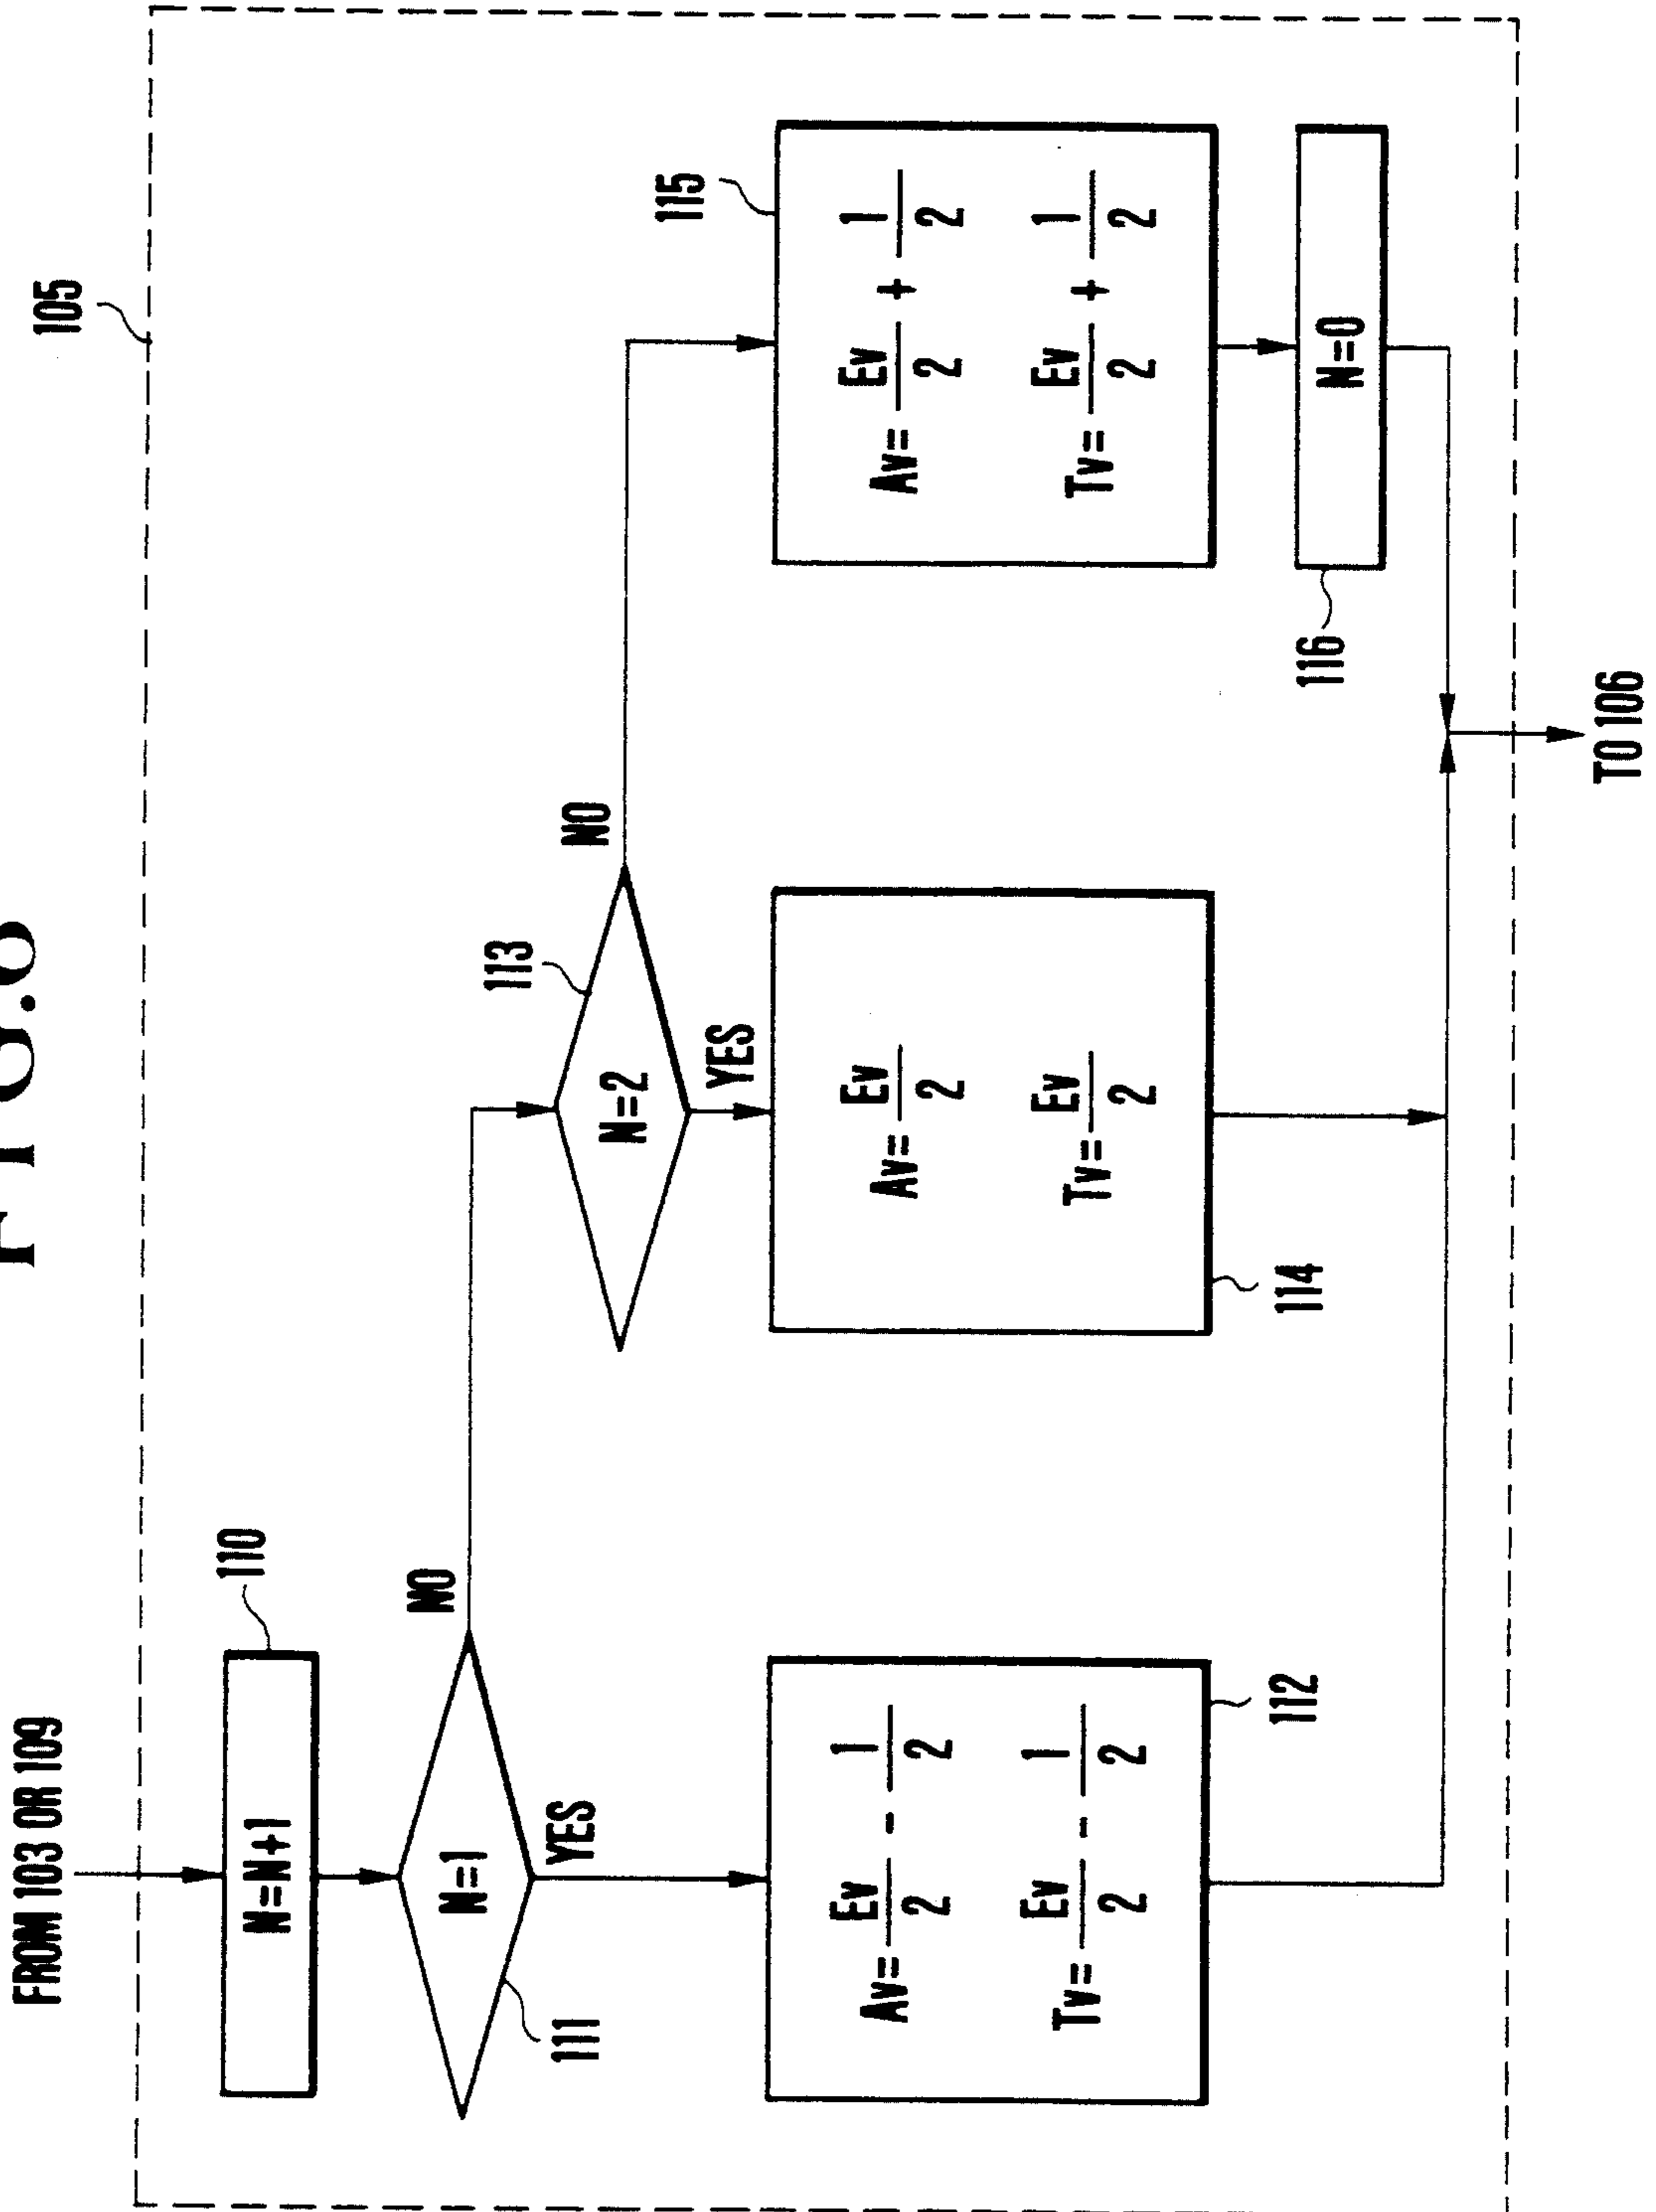 FROM 103 OR 109
105
N=N+1
110
N=1
111
NO
YES
N=2
113
NO
YES
Av= Ev/2 - 1/2
Tv= Ev/2 - 1/2
112
Av= Ev/2
Tv= Ev/2
114
Av= Ev/2 + 1/2
Tv= Ev/2 + 1/2
115
N=0
116
TO 106